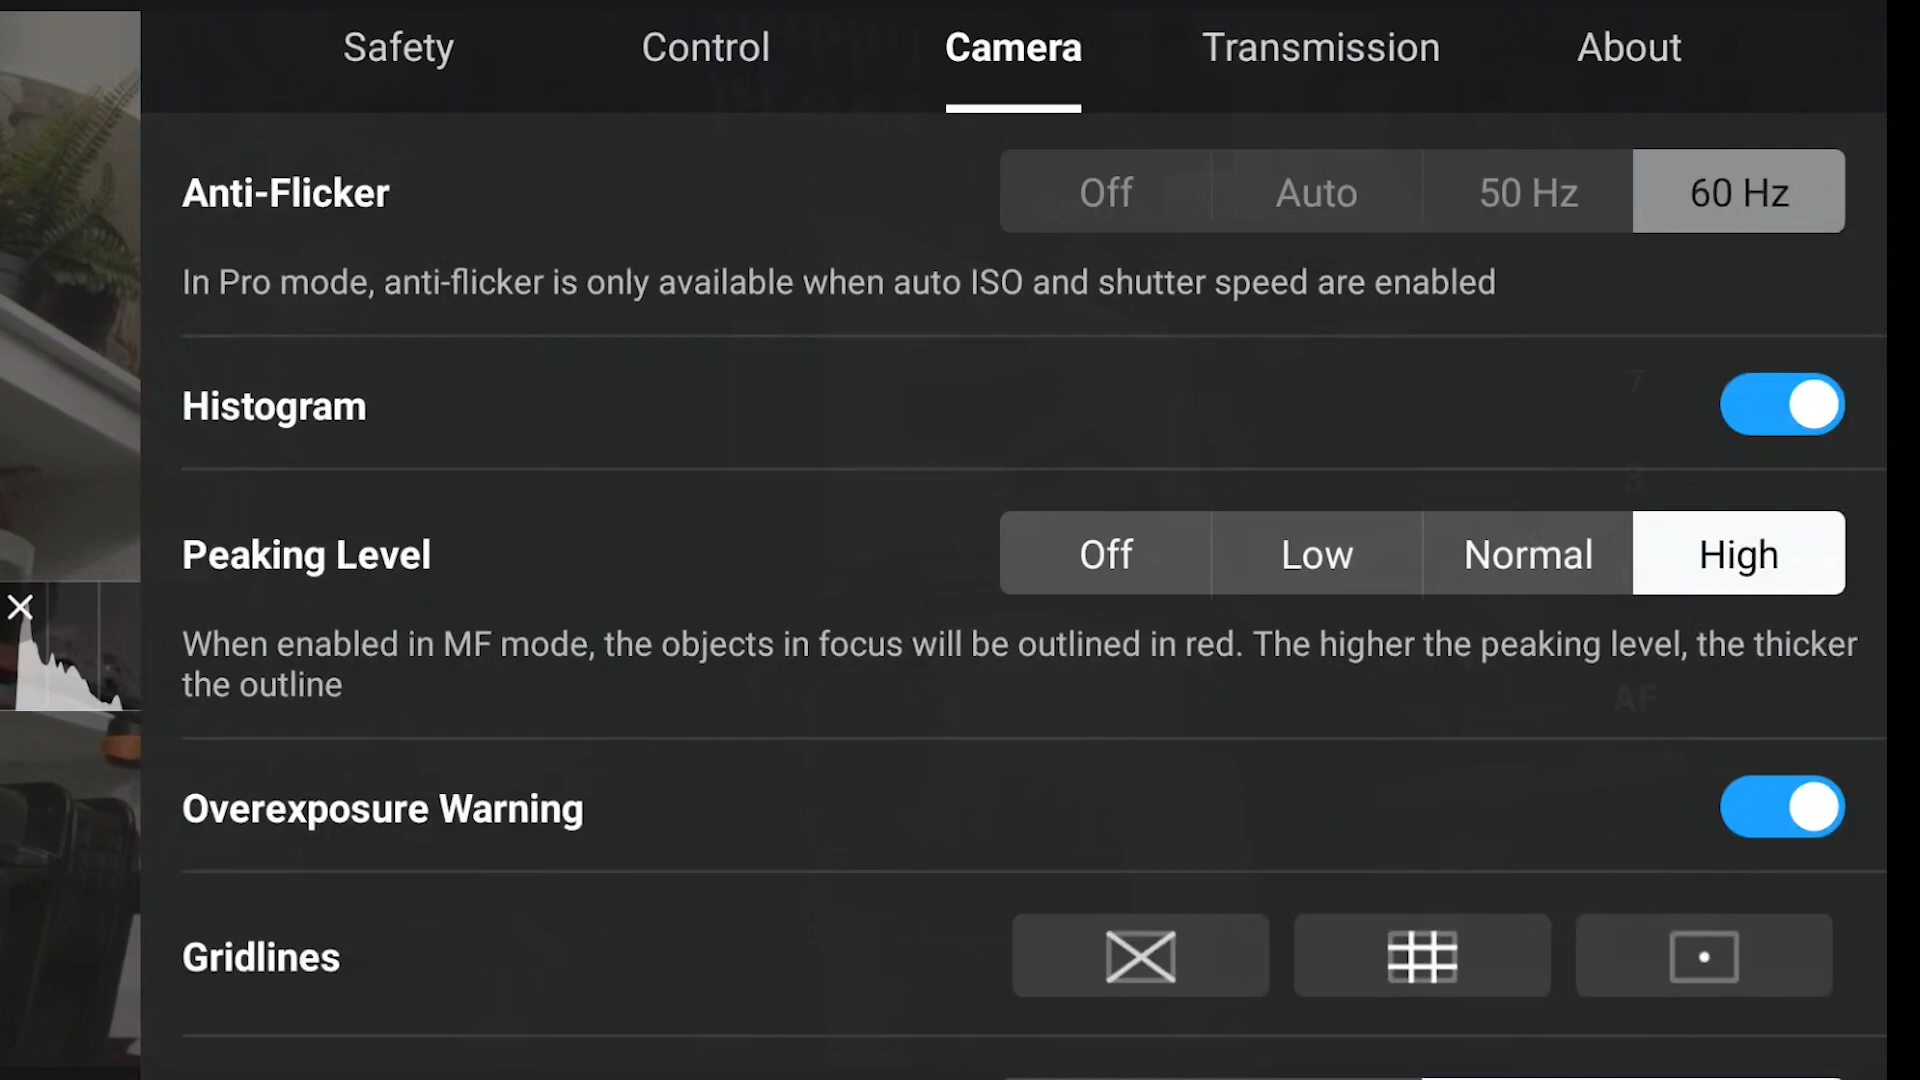 Safety Control Camera Transmission About
Anti-Flicker Off Auto 50 Hz 60 Hz
In Pro mode, anti-flicker is only available when auto ISO and shutter speed are enabled
Histogram
7
3
Peaking Level Off Low Normal High
When enabled in MF mode, the objects in focus will be outlined in red. The higher the peaking level, the thicker
the outline
AF
Overexposure Warning
Gridlines